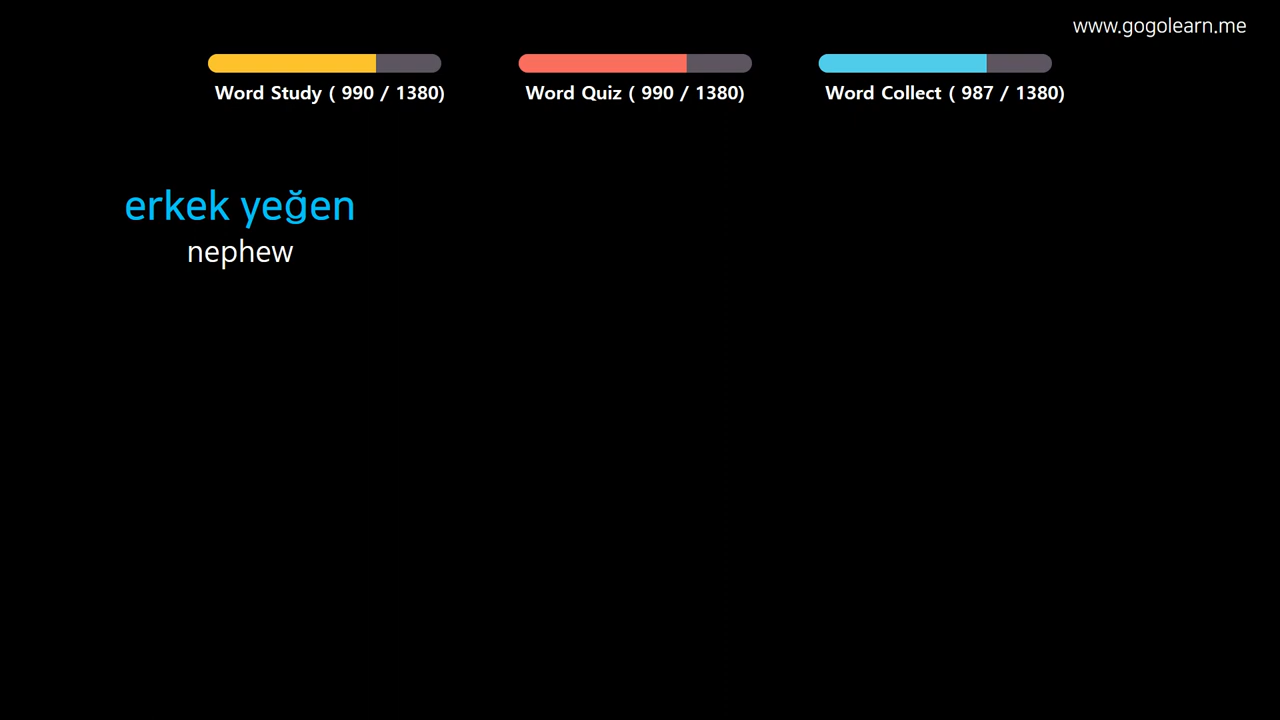 www.gogolearn.me
Word Study ( 990 / 1380)
Word Quiz ( 990 / 1380)
Word Collect ( 987 / 1380)
erkek yeğen
nephew